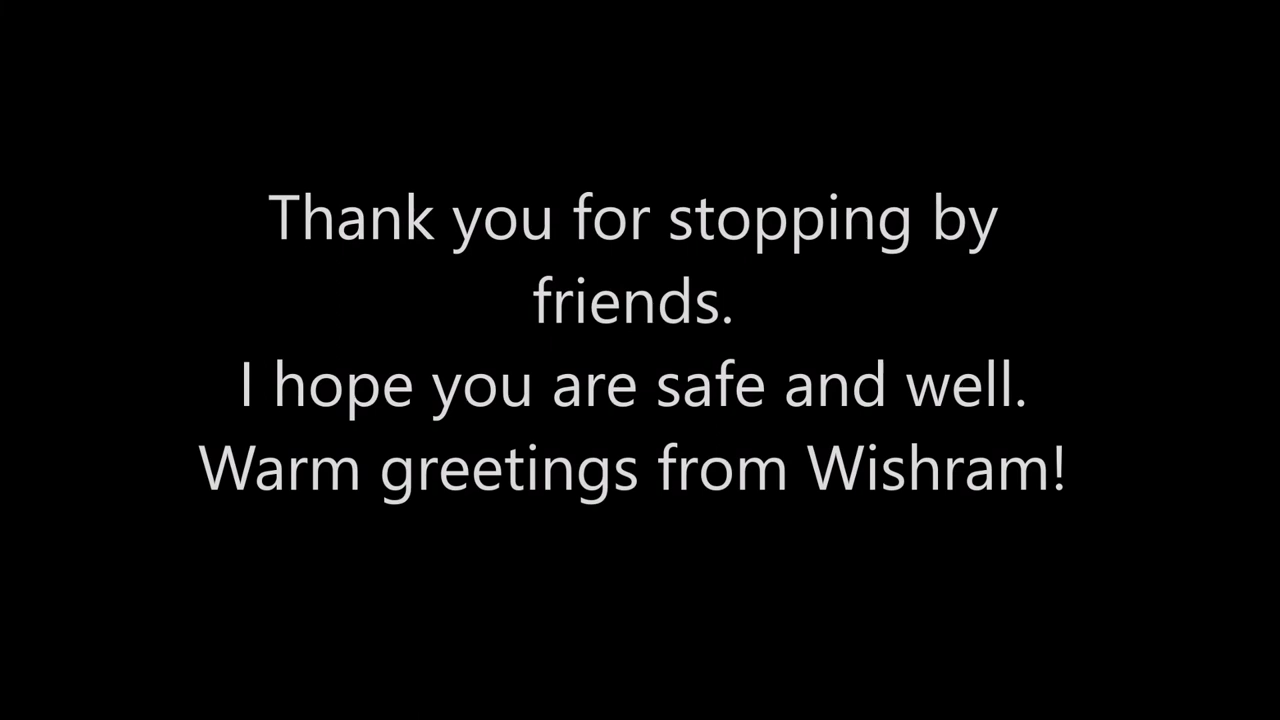 Thank you for stopping by
friends.
I hope you are safe and well.
Warm greetings from Wishram!